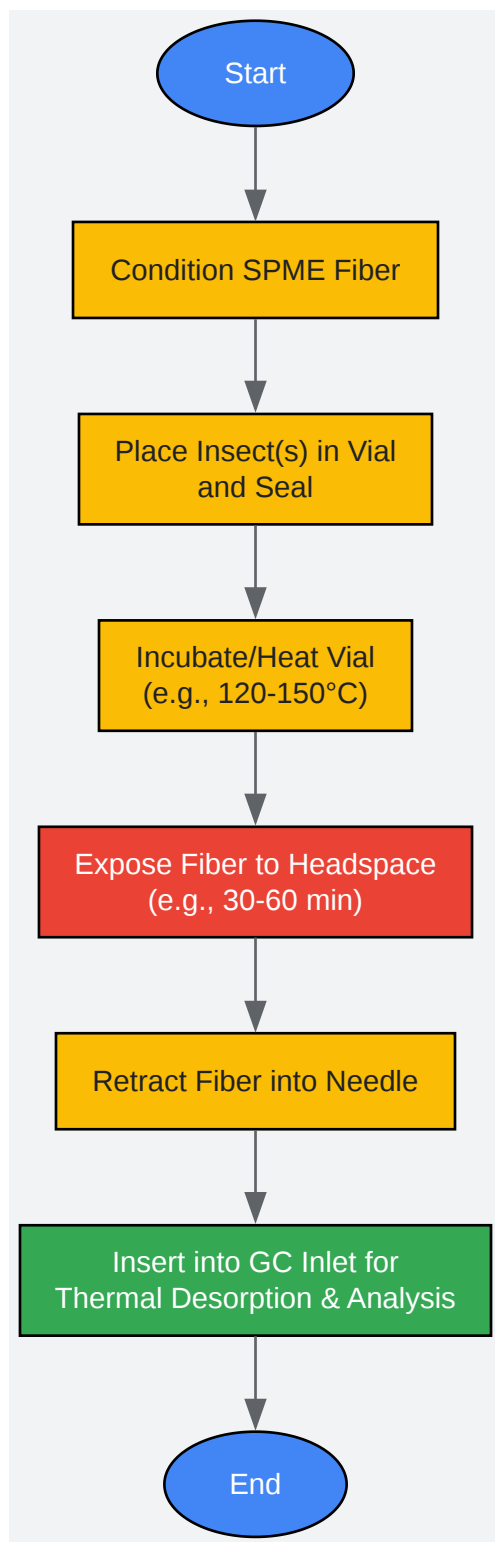 Start
Condition SPME Fiber
Place Insect(s) in Vial
and Seal
Incubate/Heat Vial
(e.g., 120-150°C)
Expose Fiber to Headspace
(e.g., 30-60 min)
Retract Fiber into Needle
Insert into GC Inlet for
Thermal Desorption & Analysis
End